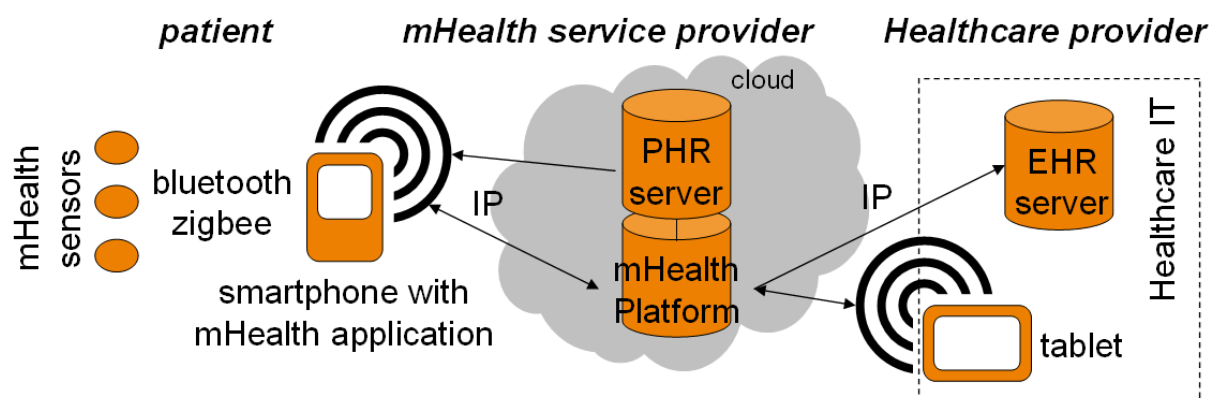 patient
mHealth service provider
Healthcare provider
cloud
mHealth
sensors
bluetooth
zigbee
smartphone with
mHealth application
IP
PHR
server
mHealth
Platform
IP
EHR
server
Healthcare IT
tablet